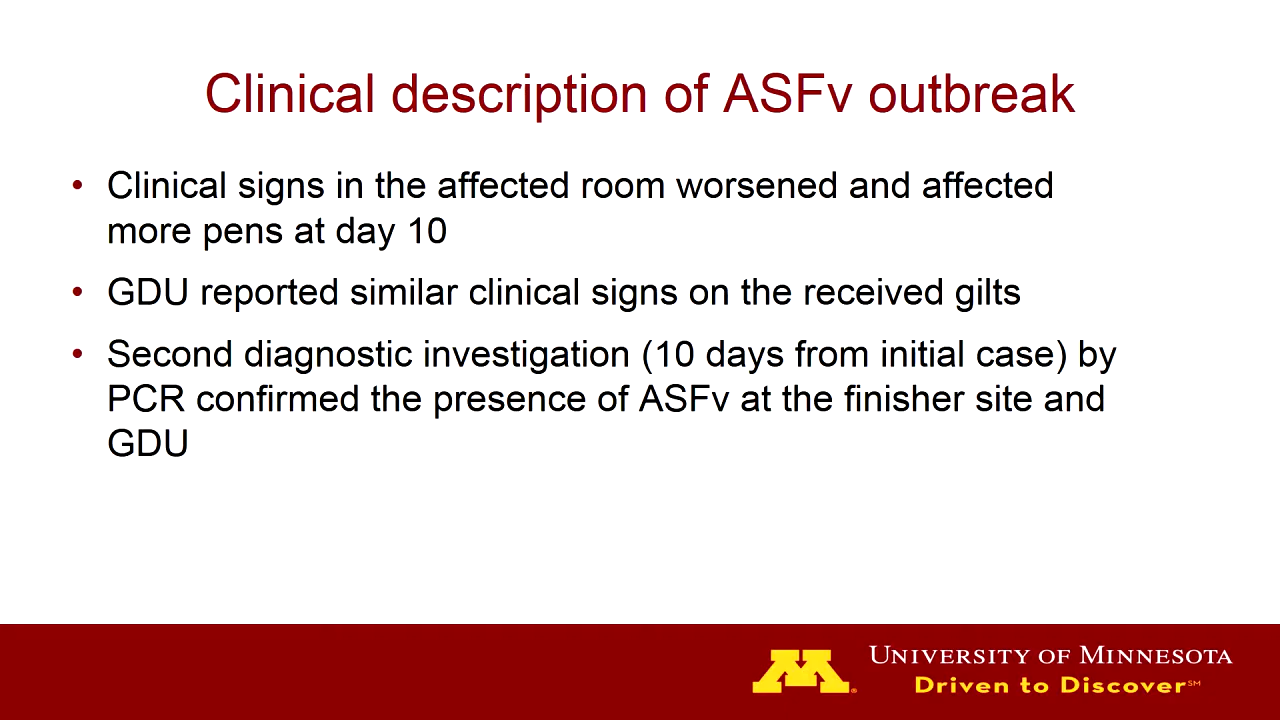 Clinical description of ASFv outbreak
• Clinical signs in the affected room worsened and affected
more pens at day 10
• GDU reported similar clinical signs on the received gilts
• Second diagnostic investigation (10 days from initial case) by
PCR confirmed the presence of ASFv at the finisher site and
GDU
M®
UNIVERSITY OF MINNESOTA
Driven to Discover℠